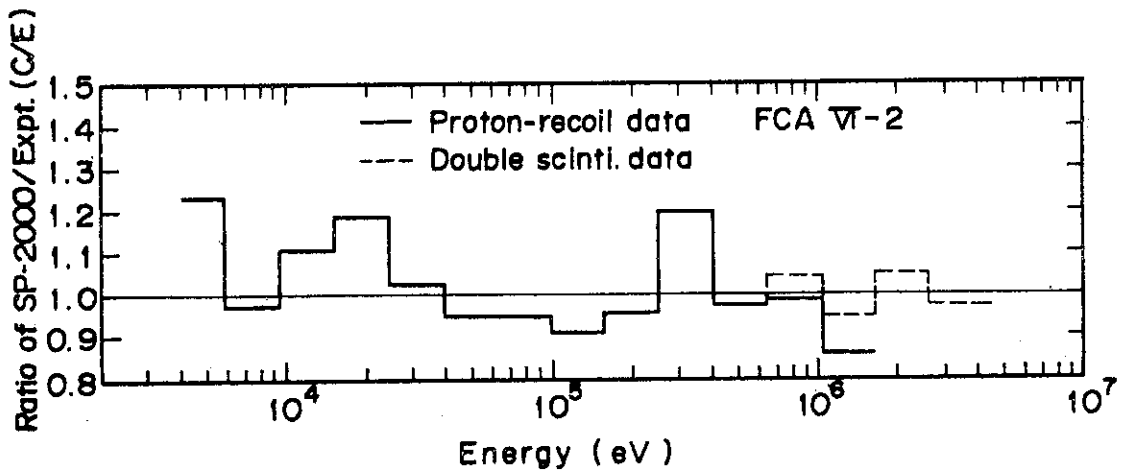 Ratio of SP-2000/Expt. (C/E)
1.5
1.4
1.3
1.2
1.1
1.0
0.9
0.8
Proton-recoil data FCA VI-2
Double scinti. data
10⁴ 10⁵ 10⁶ 10⁷
Energy (eV)